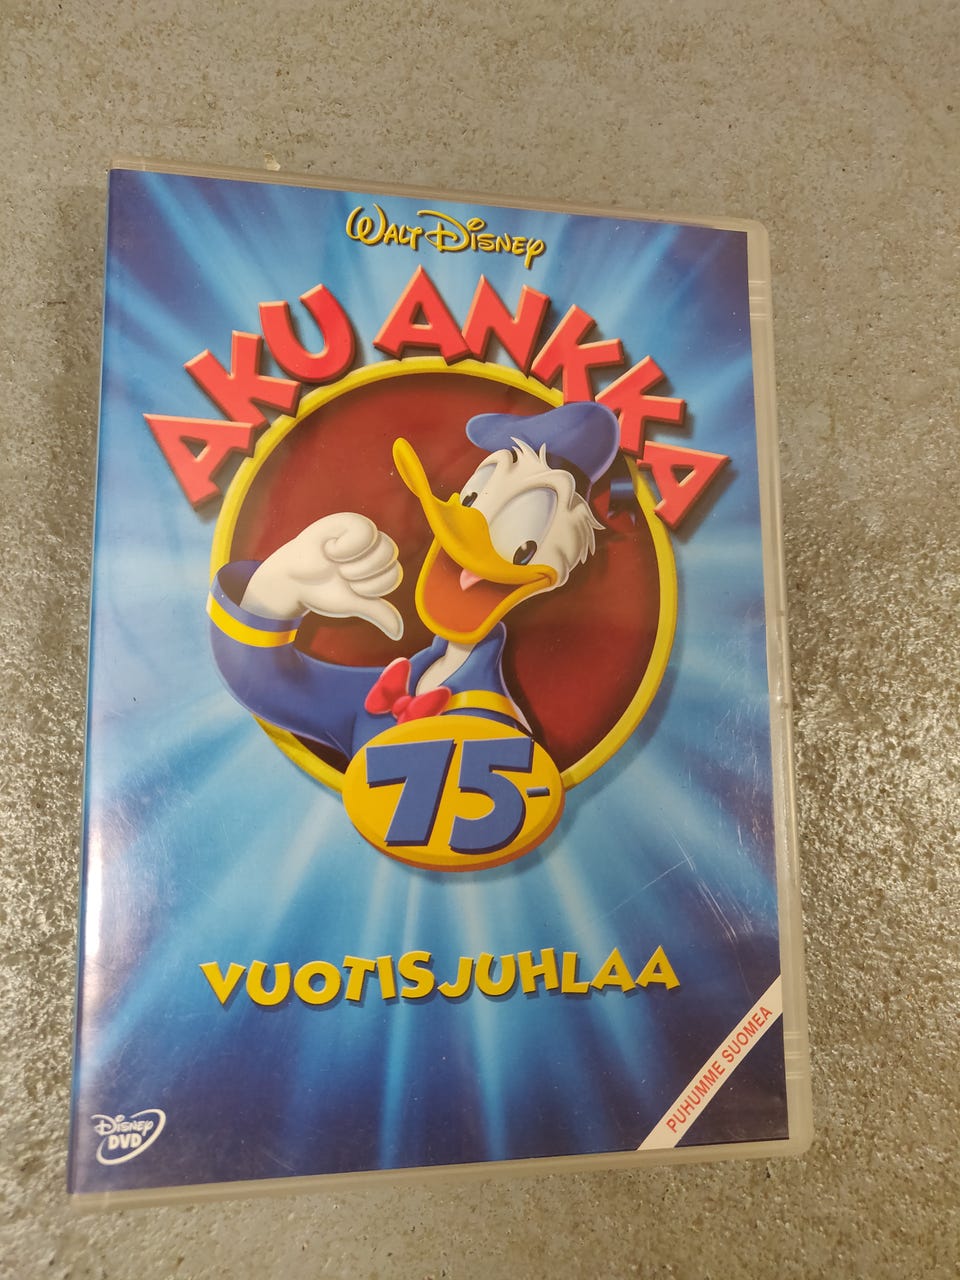 WALT DISNEY
AKU ANKKA
75-
VUOTISJUHLAA
PUHUMME SUOMEA
DISNEY
DVD